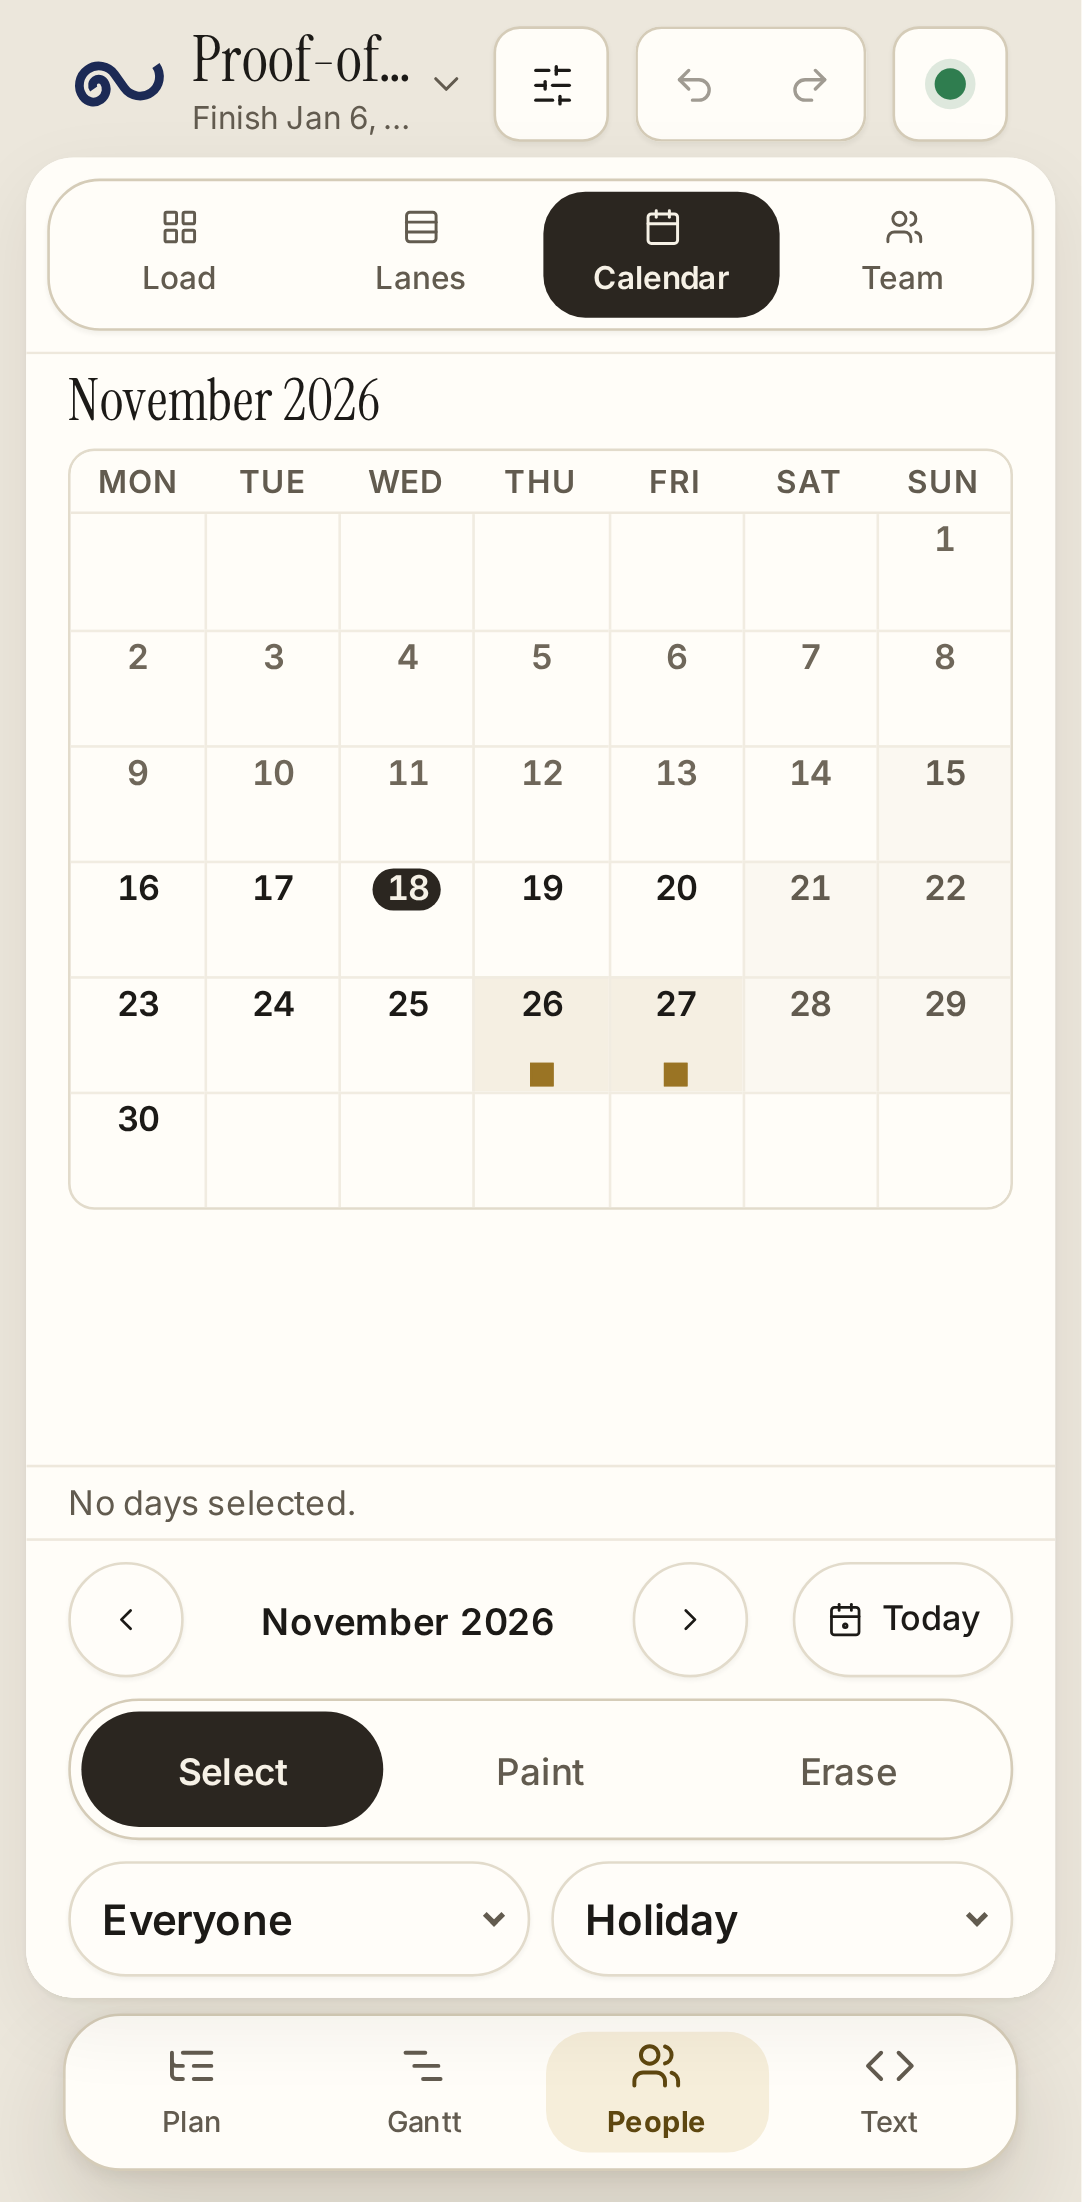 Proof-of...
Finish Jan 6, ...
Load Lanes Calendar Team
November 2026
MON TUE WED THU FRI SAT SUN
1
2 3 4 5 6 7 8
9 10 11 12 13 14 15
16 17 18 19 20 21 22
23 24 25 26 27 28 29
30
No days selected.
November 2026 Today
Select Paint Erase
Everyone Holiday
Plan Gantt People Text